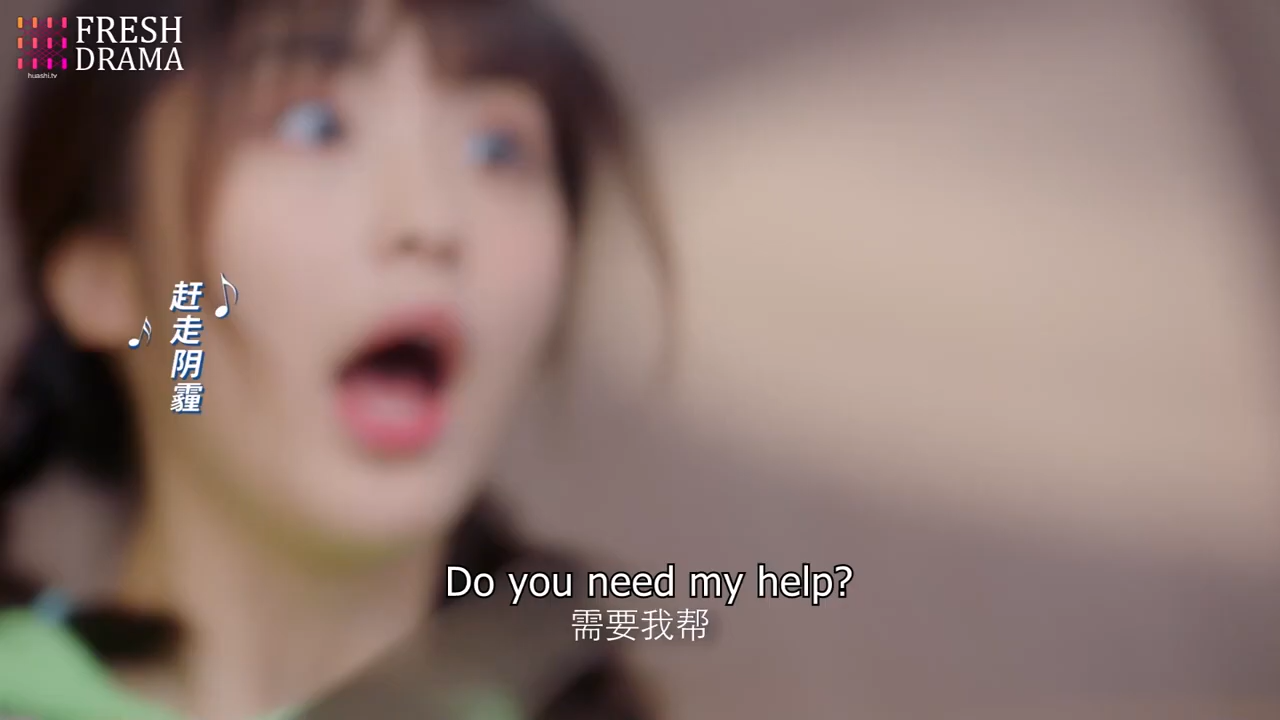 FRESH
DRAMA
huashi.tv
赶走阴霾
Do you need my help?
需要我帮